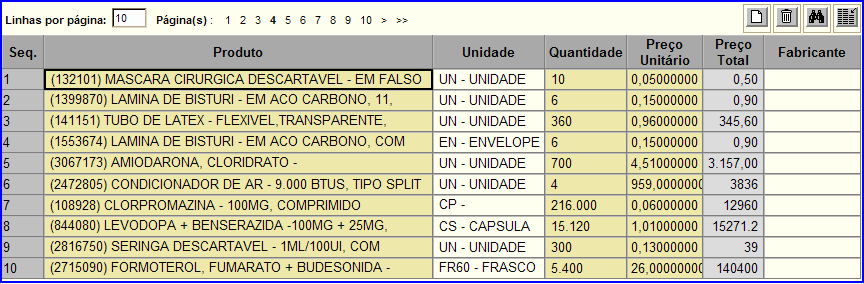 Linhas por página: 10 Página(s) : 1 2 3 4 5 6 7 8 9 10 > >>
Seq. Produto Unidade Quantidade Preço Unitário Preço Total Fabricante
1 (132101) MASCARA CIRURGICA DESCARTAVEL - EM FALSO UN - UNIDADE 10 0,05000000 0,50
2 (1399870) LAMINA DE BISTURI - EM ACO CARBONO, 11, UN - UNIDADE 6 0,15000000 0,90
3 (141151) TUBO DE LATEX - FLEXIVEL,TRANSPARENTE, UN - UNIDADE 360 0,96000000 345,60
4 (1553674) LAMINA DE BISTURI - EM ACO CARBONO, COM EN - ENVELOPE 6 0,15000000 0,90
5 (3067173) AMIODARONA, CLORIDRATO - UN - UNIDADE 700 4,51000000 3.157,00
6 (2472805) CONDICIONADOR DE AR - 9.000 BTUS, TIPO SPLIT UN - UNIDADE 4 959,0000000 3836
7 (108928) CLORPROMAZINA - 100MG, COMPRIMIDO CP - 216.000 0,06000000 12960
8 (844080) LEVODOPA + BENSERAZIDA -100MG + 25MG, CS - CAPSULA 15.120 1,01000000 15271.2
9 (2816750) SERINGA DESCARTAVEL - 1ML/100UI, COM UN - UNIDADE 300 0,13000000 39
10 (2715090) FORMOTEROL, FUMARATO + BUDESONIDA - FR60 - FRASCO 5.400 26,00000000 140400